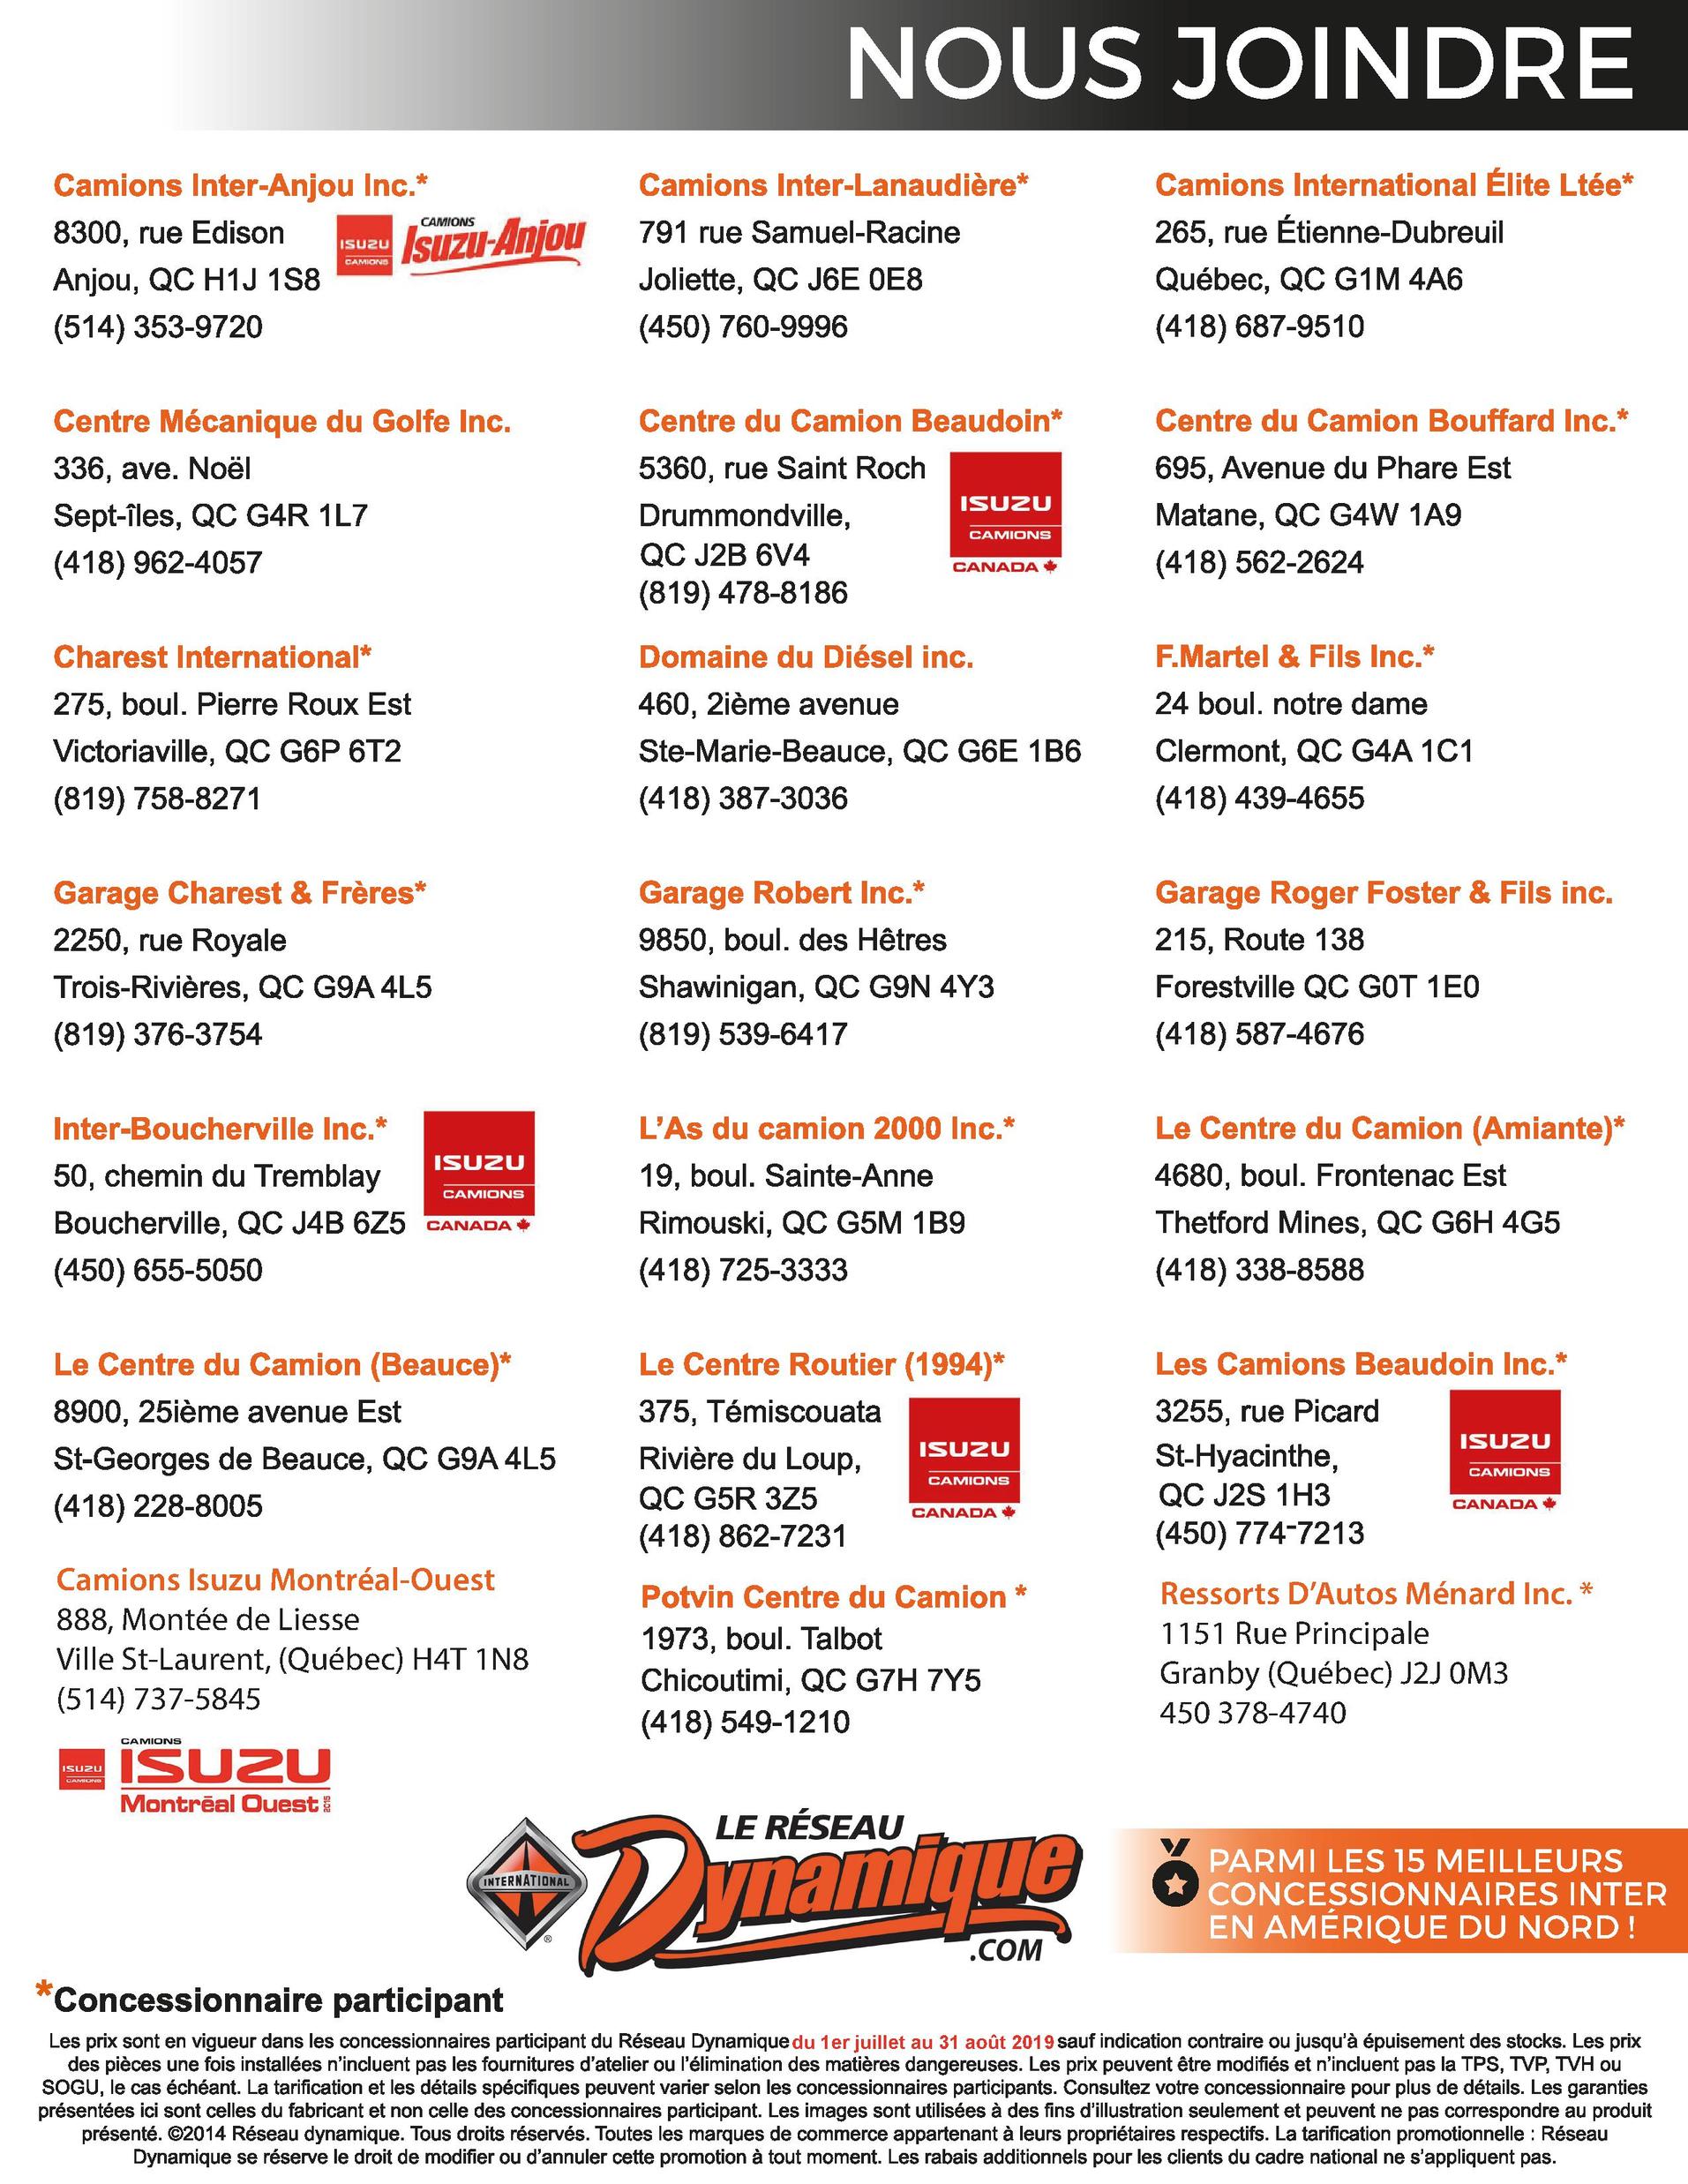 NOUS JOINDRE
Camions Inter-Anjou Inc.*
8300, rue Edison
Anjou, QC H1J 1S8
(514) 353-9720
ISUZU
CAMIONS
CAMIONS
Isuzu-Anjou
Camions Inter-Lanaudière*
791 rue Samuel-Racine
Joliette, QC J6E 0E8
(450) 760-9996
Camions International Élite Ltée*
265, rue Étienne-Dubreuil
Québec, QC G1M 4A6
(418) 687-9510
Centre Mécanique du Golfe Inc.
336, ave. Noël
Sept-îles, QC G4R 1L7
(418) 962-4057
Centre du Camion Beaudoin*
5360, rue Saint Roch
Drummondville,
QC J2B 6V4
(819) 478-8186
ISUZU
CAMIONS
CANADA
Centre du Camion Bouffard Inc.*
695, Avenue du Phare Est
Matane, QC G4W 1A9
(418) 562-2624
Charest International*
275, boul. Pierre Roux Est
Victoriaville, QC G6P 6T2
(819) 758-8271
Domaine du Diésel inc.
460, 2ième avenue
Ste-Marie-Beauce, QC G6E 1B6
(418) 387-3036
F.Martel & Fils Inc.*
24 boul. notre dame
Clermont, QC G4A 1C1
(418) 439-4655
Garage Charest & Frères*
2250, rue Royale
Trois-Rivières, QC G9A 4L5
(819) 376-3754
Garage Robert Inc.*
9850, boul. des Hêtres
Shawinigan, QC G9N 4Y3
(819) 539-6417
Garage Roger Foster & Fils inc.
215, Route 138
Forestville QC G0T 1E0
(418) 587-4676
Inter-Boucherville Inc.*
50, chemin du Tremblay
Boucherville, QC J4B 6Z5
(450) 655-5050
ISUZU
CAMIONS
CANADA
L'As du camion 2000 Inc.*
19, boul. Sainte-Anne
Rimouski, QC G5M 1B9
(418) 725-3333
Le Centre du Camion (Amiante)*
4680, boul. Frontenac Est
Thetford Mines, QC G6H 4G5
(418) 338-8588
Le Centre du Camion (Beauce)*
8900, 25ième avenue Est
St-Georges de Beauce, QC G9A 4L5
(418) 228-8005
Le Centre Routier (1994)*
375, Témiscouata
Rivière du Loup,
QC G5R 3Z5
(418) 862-7231
ISUZU
CAMIONS
CANADA
Les Camions Beaudoin Inc.*
3255, rue Picard
St-Hyacinthe,
QC J2S 1H3
(450) 774-7213
ISUZU
CAMIONS
CANADA
Camions Isuzu Montréal-Ouest
888, Montée de Liesse
Ville St-Laurent, (Québec) H4T 1N8
(514) 737-5845
ISUZU
CAMIONS
CAMIONS
ISUZU
Montréal Ouest 2015
Potvin Centre du Camion *
1973, boul. Talbot
Chicoutimi, QC G7H 7Y5
(418) 549-1210
Ressorts D'Autos Ménard Inc. *
1151 Rue Principale
Granby (Québec) J2J 0M3
450 378-4740
INTERNATIONAL
®
LE RÉSEAU
Dynamique
.COM
PARMI LES 15 MEILLEURS
CONCESSIONNAIRES INTER
EN AMÉRIQUE DU NORD !
*Concessionnaire participant
Les prix sont en vigueur dans les concessionnaires participant du Réseau Dynamique du 1er juillet au 31 août 2019 sauf indication contraire ou jusqu'à épuisement des stocks. Les prix
des pièces une fois installées n'incluent pas les fournitures d'atelier ou l'élimination des matières dangereuses. Les prix peuvent être modifiés et n'incluent pas la TPS, TVP, TVH ou
SOGU, le cas échéant. La tarification et les détails spécifiques peuvent varier selon les concessionnaires participants. Consultez votre concessionnaire pour plus de détails. Les garanties
présentées ici sont celles du fabricant et non celle des concessionnaires participant. Les images sont utilisées à des fins d'illustration seulement et peuvent ne pas correspondre au produit
présenté. ©2014 Réseau dynamique. Tous droits réservés. Toutes les marques de commerce appartenant à leurs propriétaires respectifs. La tarification promotionnelle : Réseau
Dynamique se réserve le droit de modifier ou d'annuler cette promotion à tout moment. Les rabais additionnels pour les clients du cadre national ne s'appliquent pas.